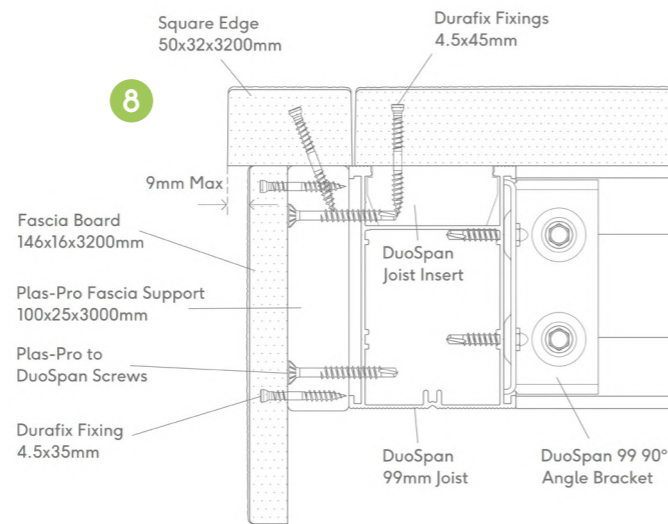 Square Edge
50x32x3200mm
Durafix Fixings
4.5x45mm
8
9mm Max
Fascia Board
146x16x3200mm
DuoSpan
Joist Insert
Plas-Pro Fascia Support
100x25x3000mm
Plas-Pro to
DuoSpan Screws
Durafix Fixing
4.5x35mm
DuoSpan
99mm Joist
DuoSpan 99 90°
Angle Bracket